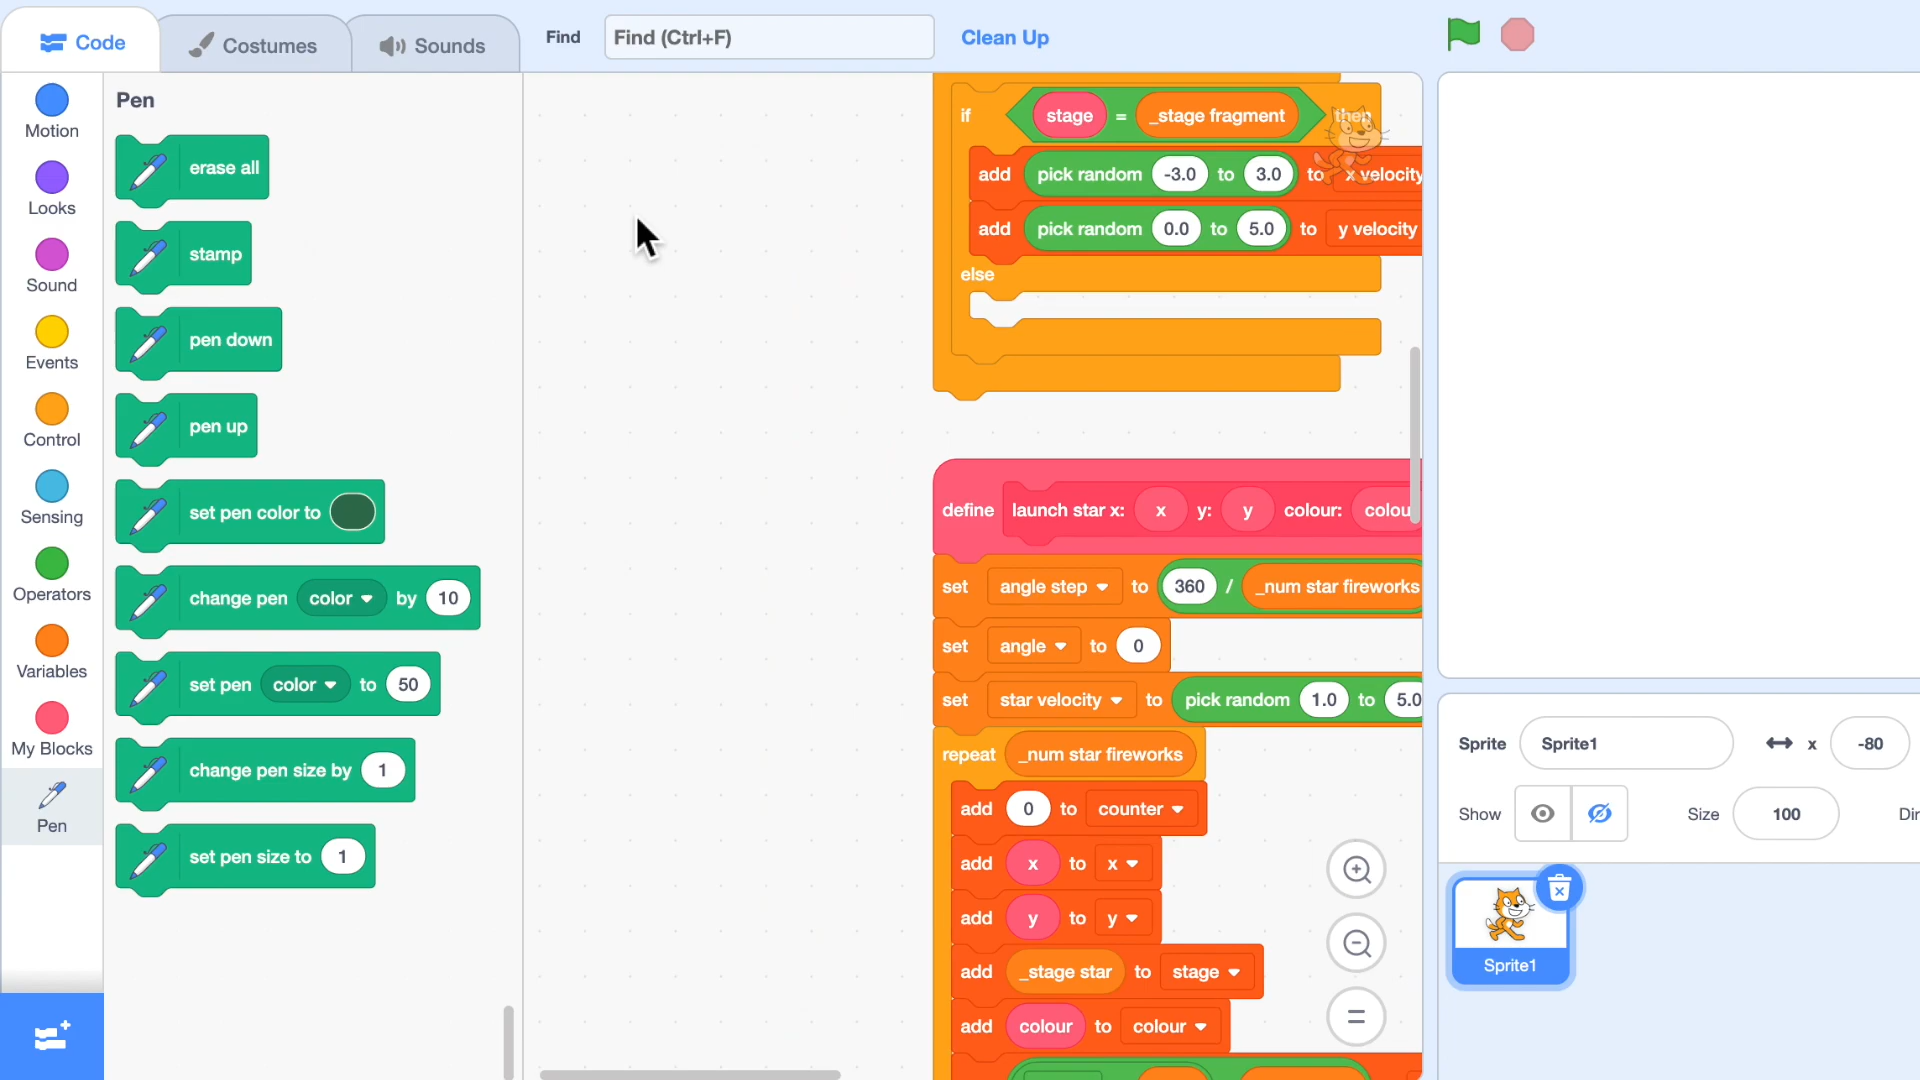 Code
Costumes
Sounds
Find
Find (Ctrl+F)
Clean Up
Motion
Looks
Sound
Events
Control
Sensing
Operators
Variables
My Blocks
Pen
Pen
erase all
stamp
pen down
pen up
set pen color to
change pen color by 10
set pen color to 50
change pen size by 1
set pen size to 1
if stage = _stage fragment then
add pick random -3.0 to 3.0 to x velocity
add pick random 0.0 to 5.0 to y velocity
else
define launch star x: x y: y colour: colou
set angle step to 360 / _num star fireworks
set angle to 0
set star velocity to pick random 1.0 to 5.0
repeat _num star fireworks
add 0 to counter
add x to x
add y to y
add _stage star to stage
add colour to colour
Sprite Sprite1 x -80
Show Size 100 Dir
Sprite1